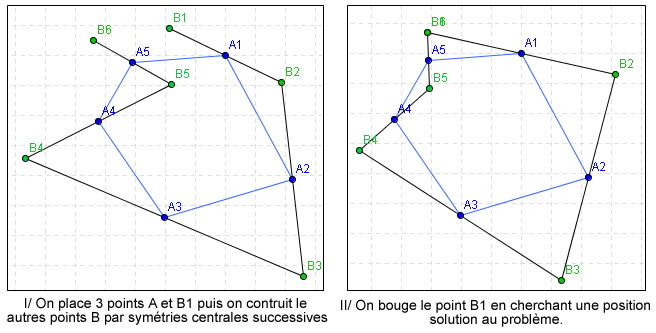 B6
B1
A5
A1
B5
B2
A4
B4
A2
A3
B3
I/ On place 3 points A et B1 puis on contruit le
autres points B par symétries centrales successives
A1
B2
A5
B5
A4
B4
A2
A3
B3
II/ On bouge le point B1 en cherchant une position
solution au problème.